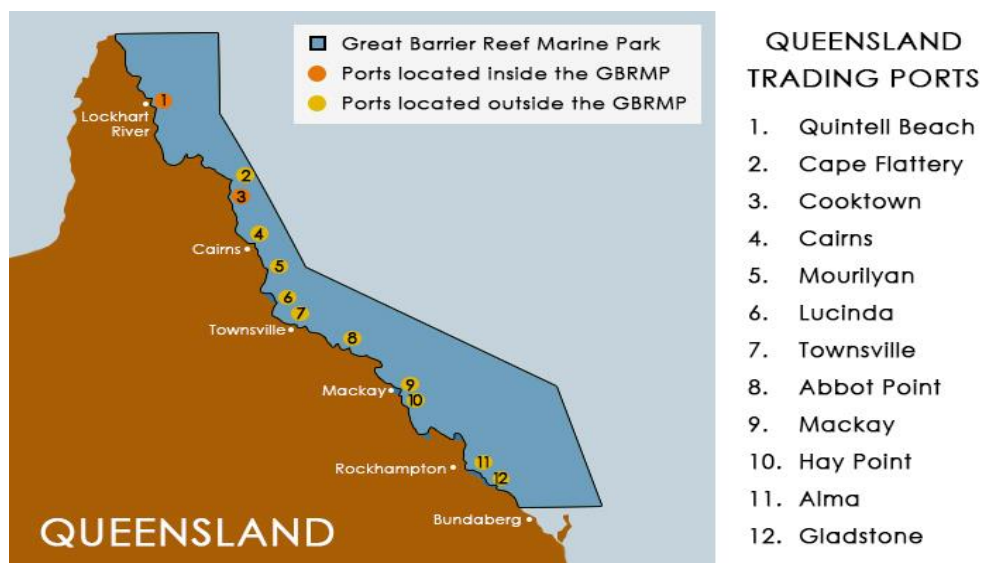 Great Barrier Reef Marine Park
Ports located inside the GBRMP
Ports located outside the GBRMP
1
Lockhart
River
2
3
4
Cairns
5
6
7
Townsville
8
9
Mackay
10
11
Rockhampton
12
Bundaberg
QUEENSLAND
QUEENSLAND
TRADING PORTS
1. Quintell Beach
2. Cape Flattery
3. Cooktown
4. Cairns
5. Mourilyan
6. Lucinda
7. Townsville
8. Abbot Point
9. Mackay
10. Hay Point
11. Alma
12. Gladstone